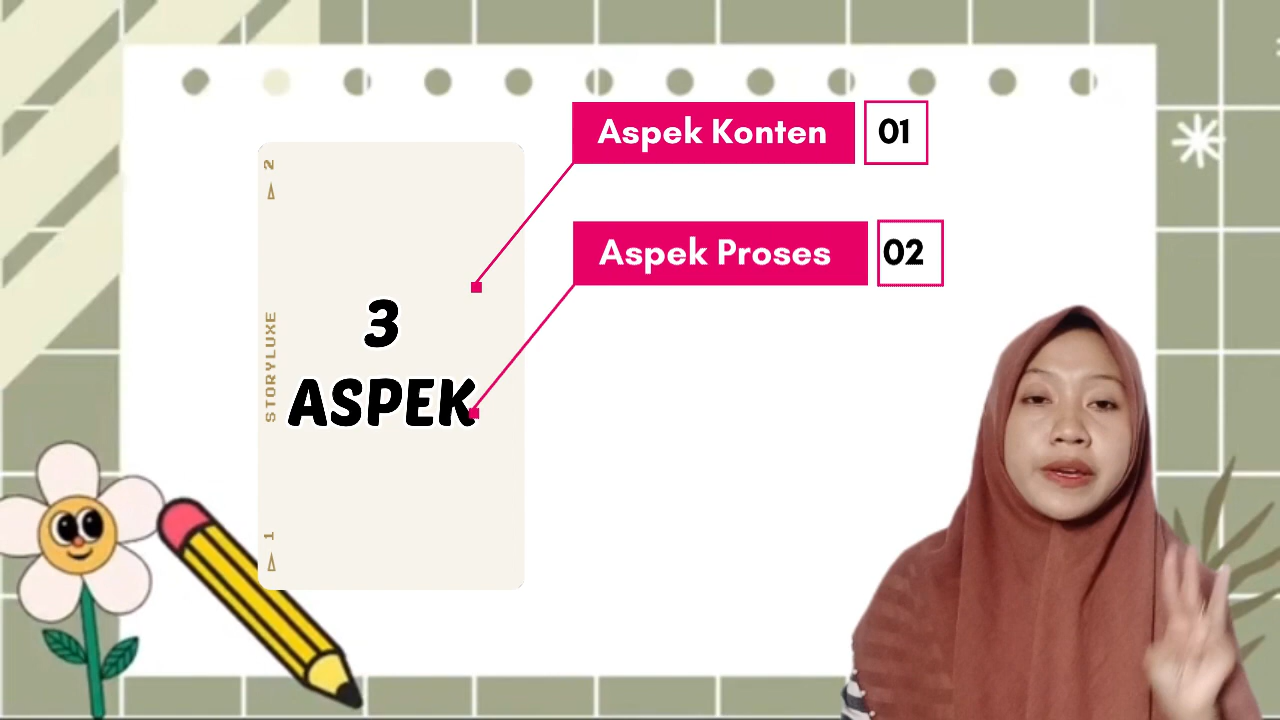 Aspek Konten 01
Aspek Proses 02
3
ASPEK
STORYLUXE
2
1